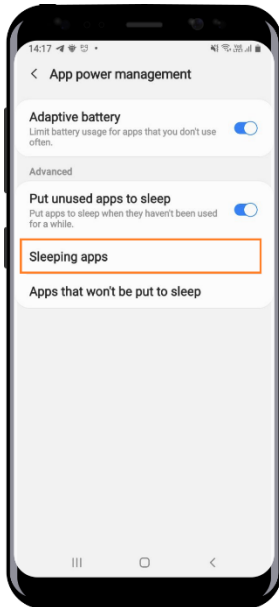 14:17
App power management
Adaptive battery
Limit battery usage for apps that you don't use
often.
Advanced
Put unused apps to sleep
Put apps to sleep when they haven't been used
for a while.
Sleeping apps
Apps that won't be put to sleep